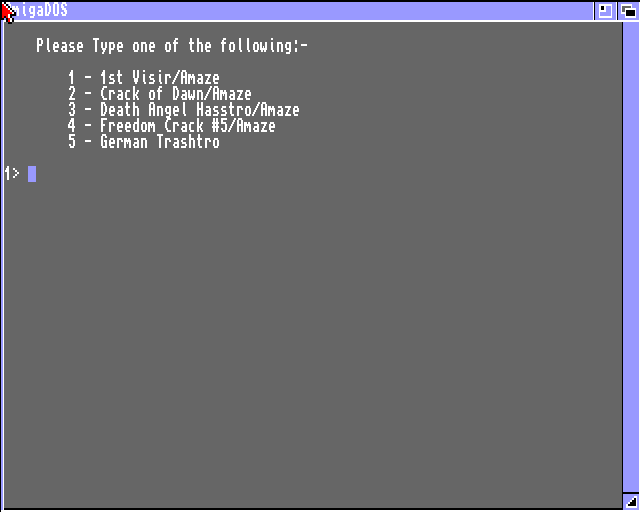 AmigaDOS
Please Type one of the following:-
1 - 1st Visir/Amaze
2 - Crack of Dawn/Amaze
3 - Death Angel Hasstro/Amaze
4 - Freedom Crack #5/Amaze
5 - German Trashtro
1>